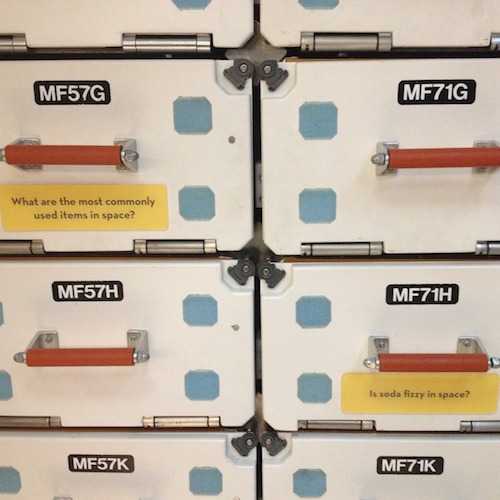 MF57G
MF71G
What are the most commonly
used items in space?
MF57H
MF71H
Is soda fizzy in space?
MF57K
MF71K